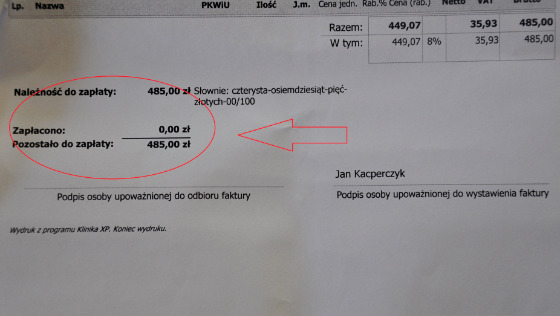 Lp. Nazwa PKWiU Ilość J.m. Cena jedn. Rab.% Cena (rab.) Netto VAT Brutto
Razem: 449,07 35,93 485,00
W tym: 449,07 8% 35,93 485,00
Należność do zapłaty: 485,00 zł Słownie: czterysta-osiemdziesiąt-pięć-
złotych-00/100
Zapłacono: 0,00 zł
Pozostało do zapłaty: 485,00 zł
Jan Kacperczyk
Podpis osoby upoważnionej do odbioru faktury Podpis osoby upoważnionej do wystawienia faktury
Wydruk z programu Klinika XP. Koniec wydruku.